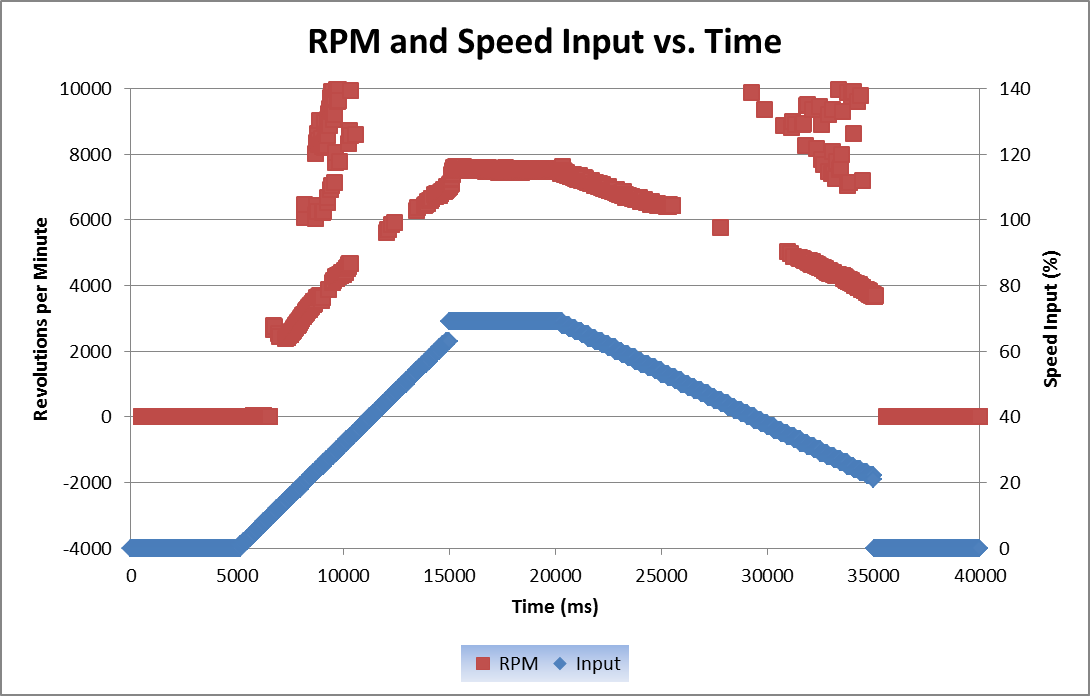 RPM and Speed Input vs. Time
10000
8000
6000
4000
2000
0
-2000
-4000
Revolutions per Minute
140
120
100
80
60
40
20
0
Speed Input (%)
0 5000 10000 15000 20000 25000 30000 35000 40000
Time (ms)
RPM Input